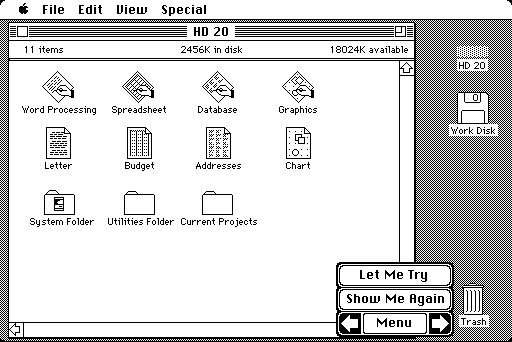 File Edit View Special
HD 20
11 items 2456K in disk 18024K available
Word Processing Spreadsheet Database Graphics
Letter Budget Addresses Chart
System Folder Utilities Folder Current Projects
HD 20
Work Disk
Let Me Try
Show Me Again
Menu
Trash